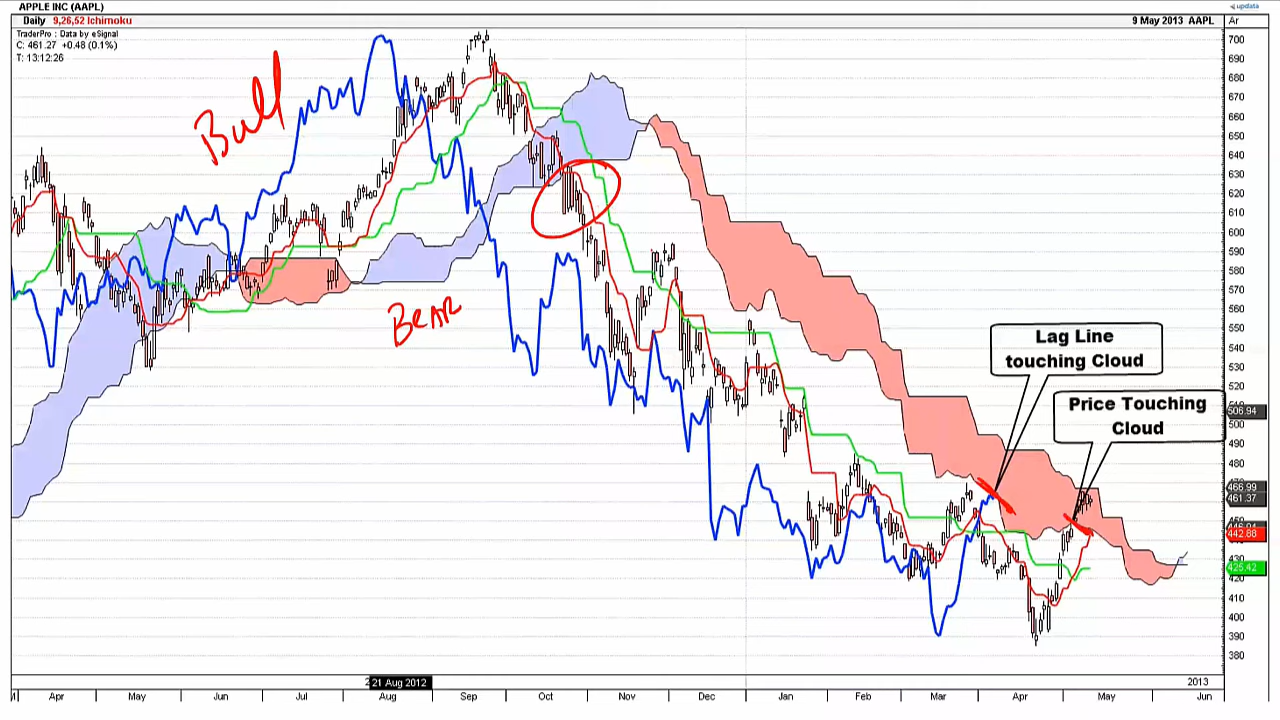 APPLE INC (AAPL)
updata
Daily 9,26,52 Ichimoku
9 May 2013 AAPL
Ar
TraderPro : Data by eSignal
C: 461.27 +0.48 (0.1%)
T: 13:12:26
Bull
Bear
Lag Line
touching Cloud
Price Touching
Cloud
700
690
680
670
660
650
640
630
620
610
600
590
580
570
560
550
540
530
520
506.94
500
490
480
466.99
461.37
442.88
430
425.42
420
410
400
390
380
21 Aug 2012
2013
Apr May Jun Jul Aug Sep Oct Nov Dec Jan Feb Mar Apr May Jun